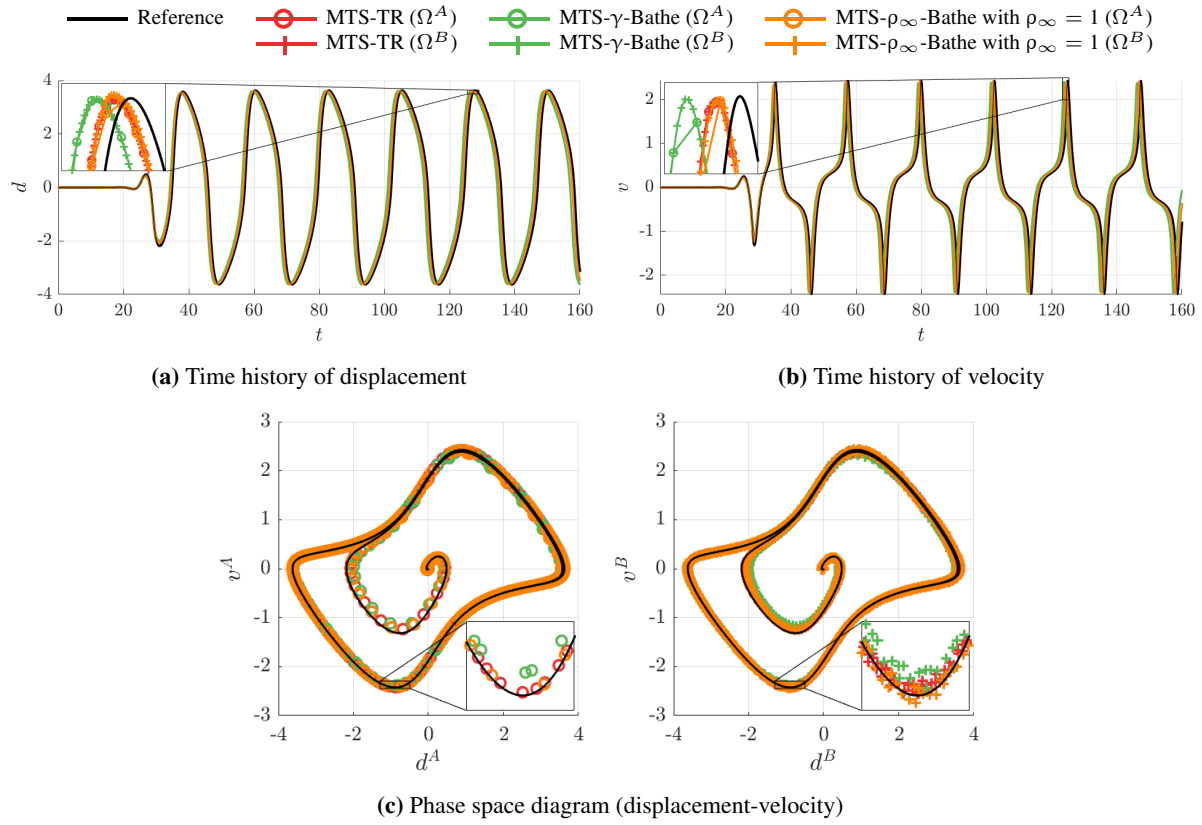 Reference MTS-TR (Ω^A) MTS-γ-Bathe (Ω^A) MTS-ρ∞-Bathe with ρ∞ = 1 (Ω^A)
MTS-TR (Ω^B) MTS-γ-Bathe (Ω^B) MTS-ρ∞-Bathe with ρ∞ = 1 (Ω^B)
4
2
0
-2
-4
d
0 20 40 60 80 100 120 140 160
t
(a) Time history of displacement
2
1
0
-1
-2
v
0 20 40 60 80 100 120 140 160
t
(b) Time history of velocity
3
2
1
0
-1
-2
-3
v^A
-4 -2 0 2 4
d^A
3
2
1
0
-1
-2
-3
v^B
-4 -2 0 2 4
d^B
(c) Phase space diagram (displacement-velocity)